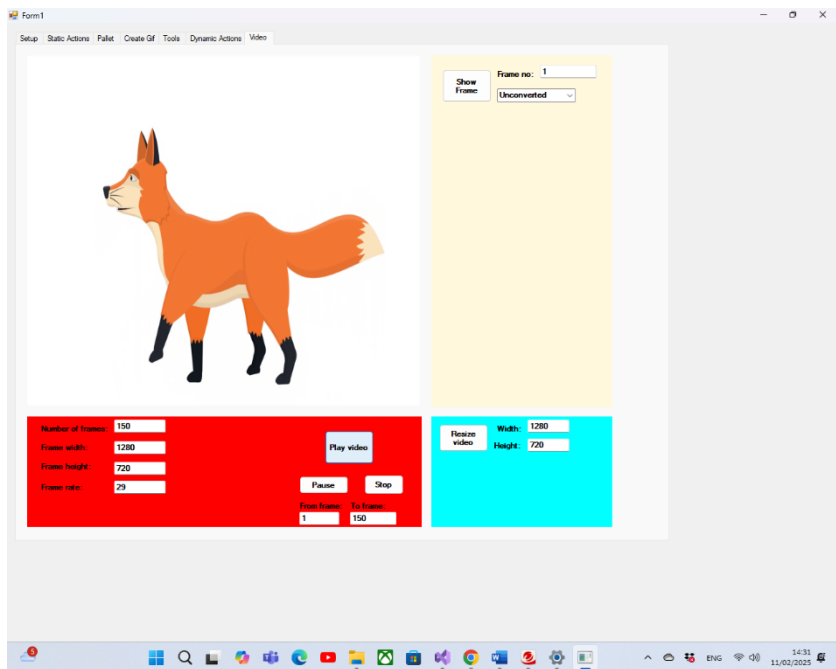 Form1
Setup Static Actions Pallet Create Gif Tools Dynamic Actions Video
Show Frame
Frame no: 1
Unconverted
Number of frames: 150
Frame width: 1280
Frame height: 720
Frame rate: 29
Play video
Pause Stop
From frame: To frame:
1 150
Resize video
Width: 1280
Height: 720
5
ENG
14:31
11/02/2025